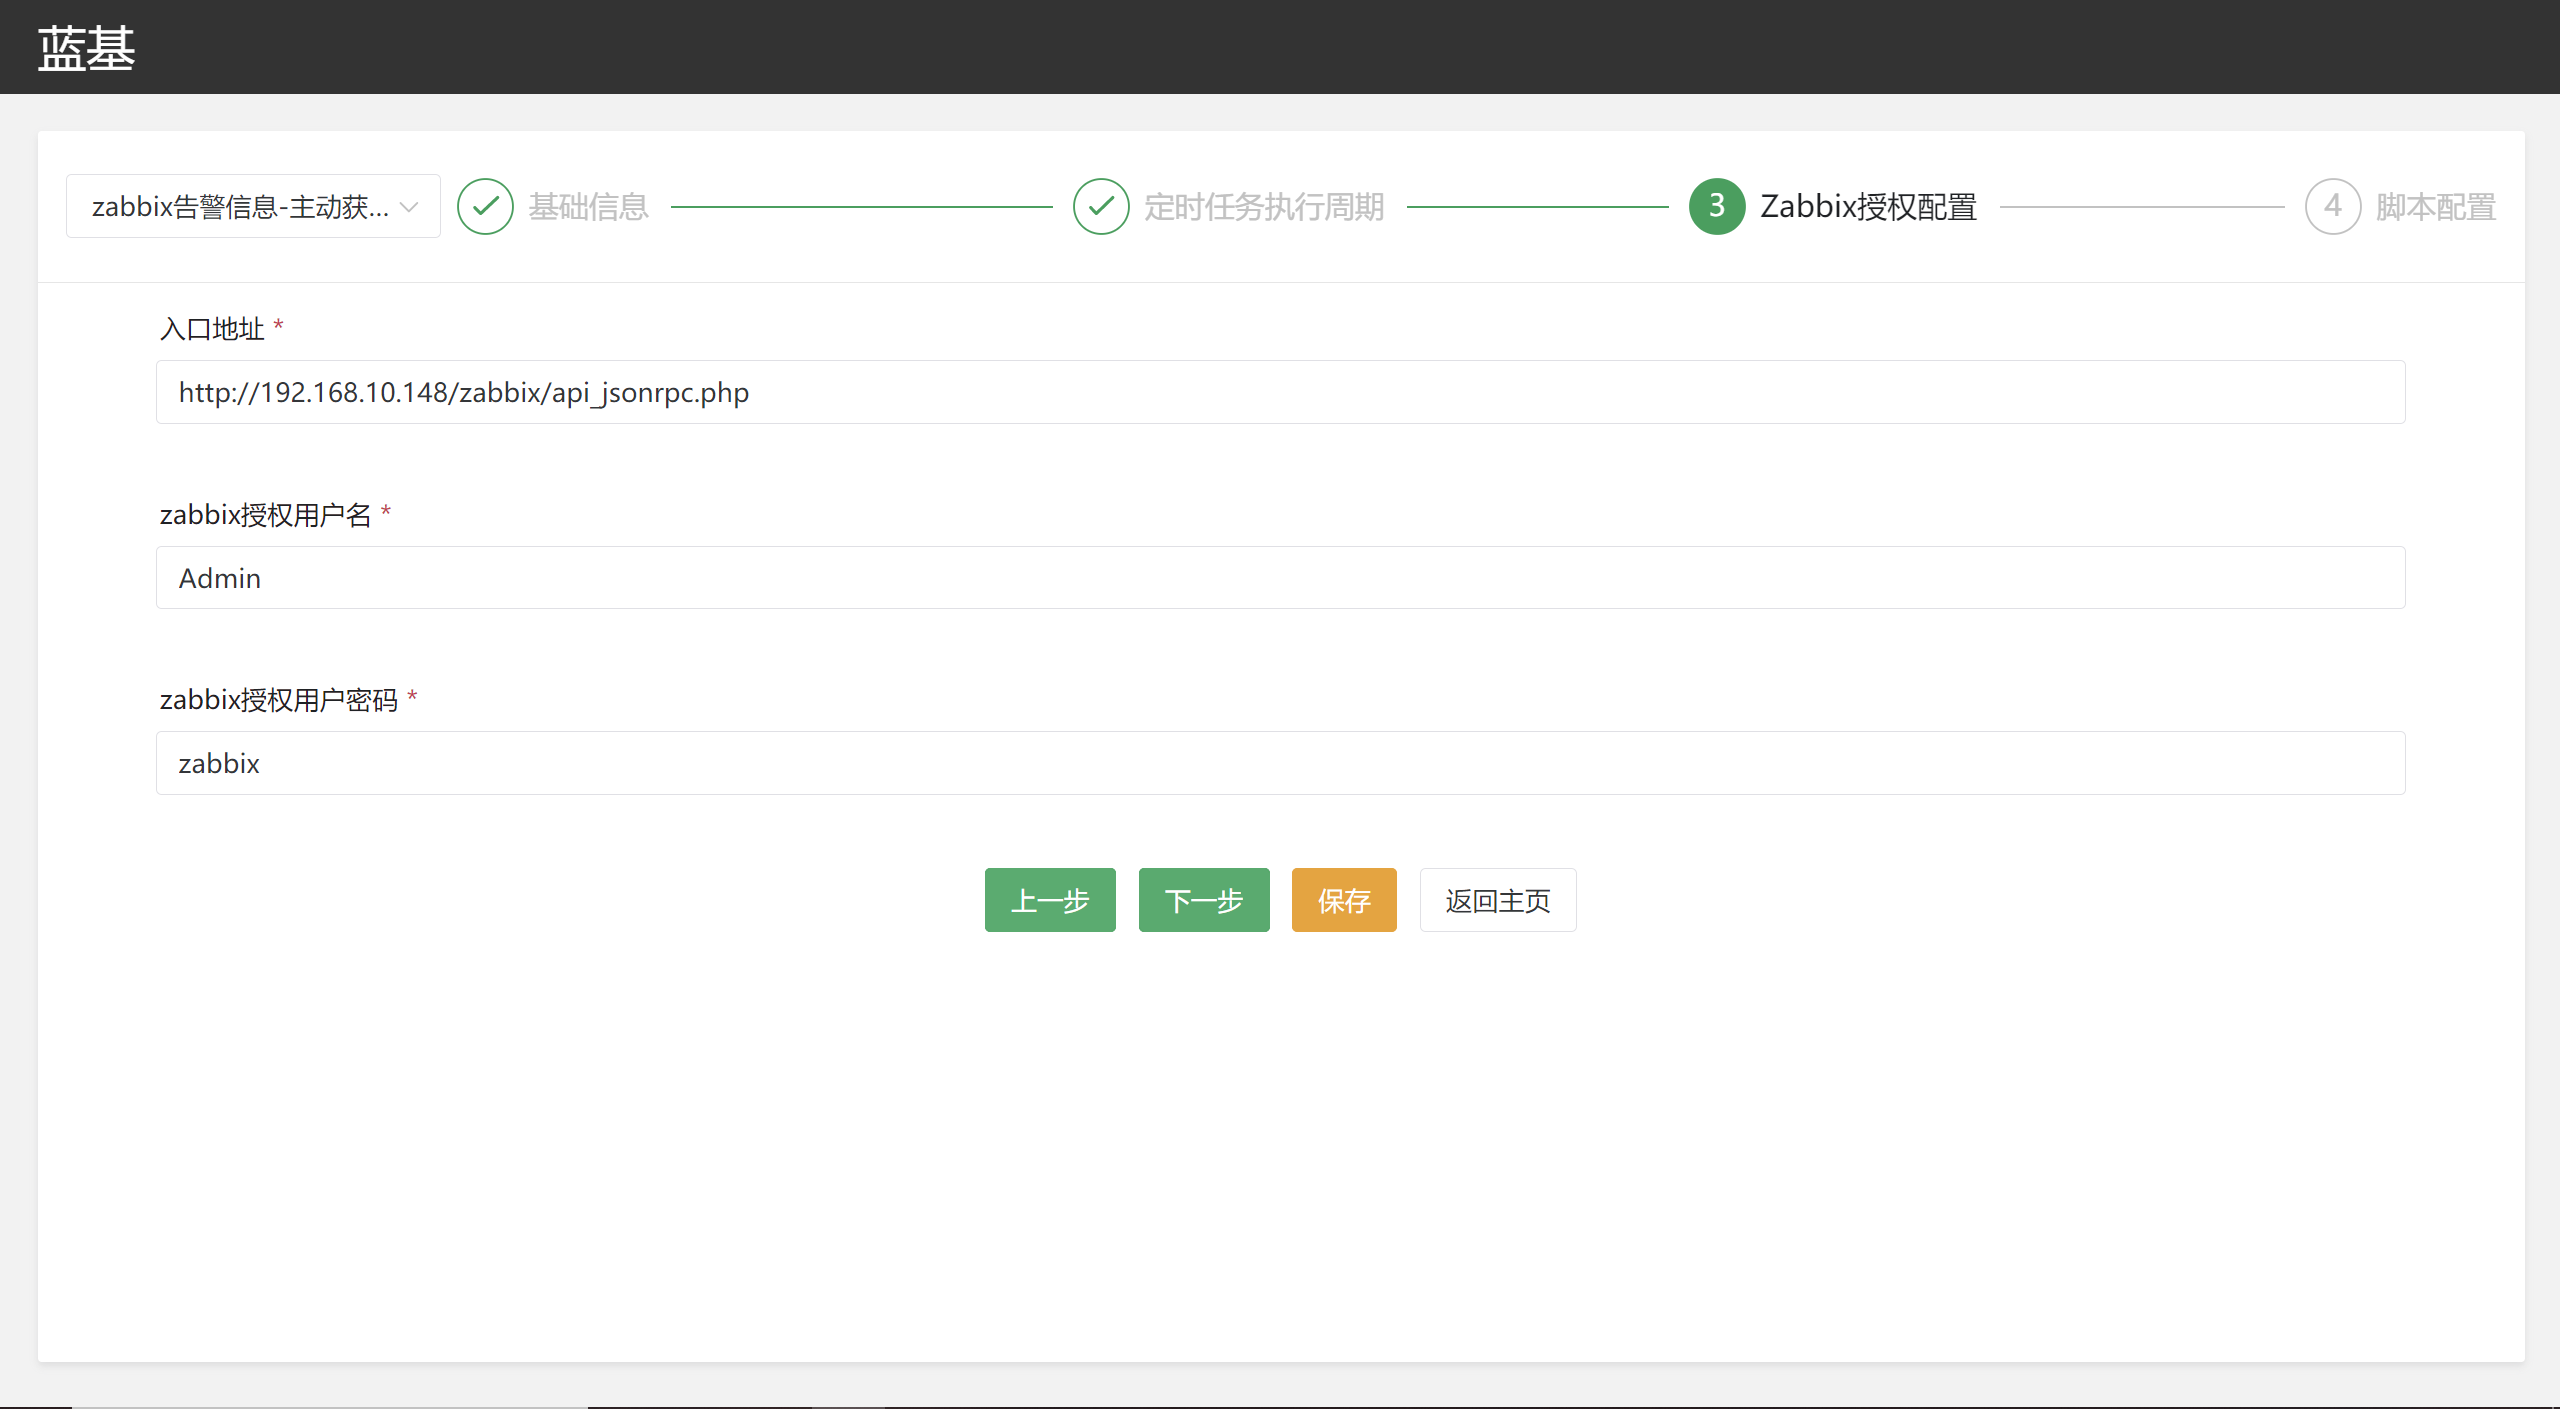 蓝基
zabbix告警信息-主动获...
基础信息
定时任务执行周期
3 Zabbix授权配置
4 脚本配置
入口地址 *
http://192.168.10.148/zabbix/api_jsonrpc.php
zabbix授权用户名 *
Admin
zabbix授权用户密码 *
zabbix
上一步 下一步 保存 返回主页